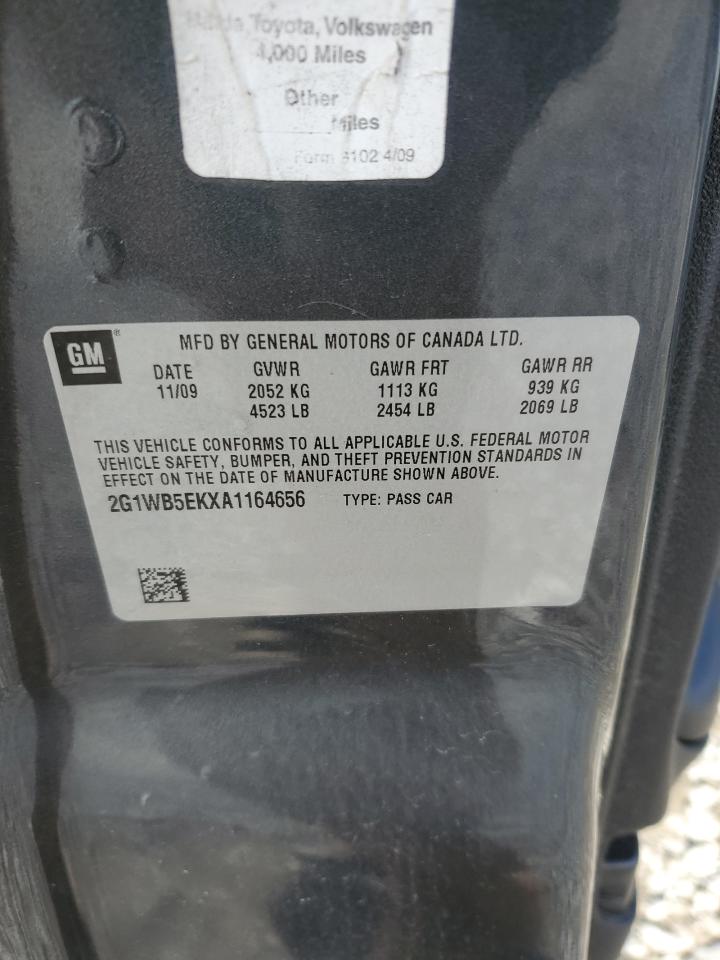 Toyota, Volkswagen
4,000 Miles
Other
Miles
Form 4102 4/09
GM®
MFD BY GENERAL MOTORS OF CANADA LTD.
DATE GVWR GAWR FRT GAWR RR
11/09 2052 KG 1113 KG 939 KG
4523 LB 2454 LB 2069 LB
THIS VEHICLE CONFORMS TO ALL APPLICABLE U.S. FEDERAL MOTOR
VEHICLE SAFETY, BUMPER, AND THEFT PREVENTION STANDARDS IN
EFFECT ON THE DATE OF MANUFACTURE SHOWN ABOVE.
2G1WB5EKXA1164656 TYPE: PASS CAR